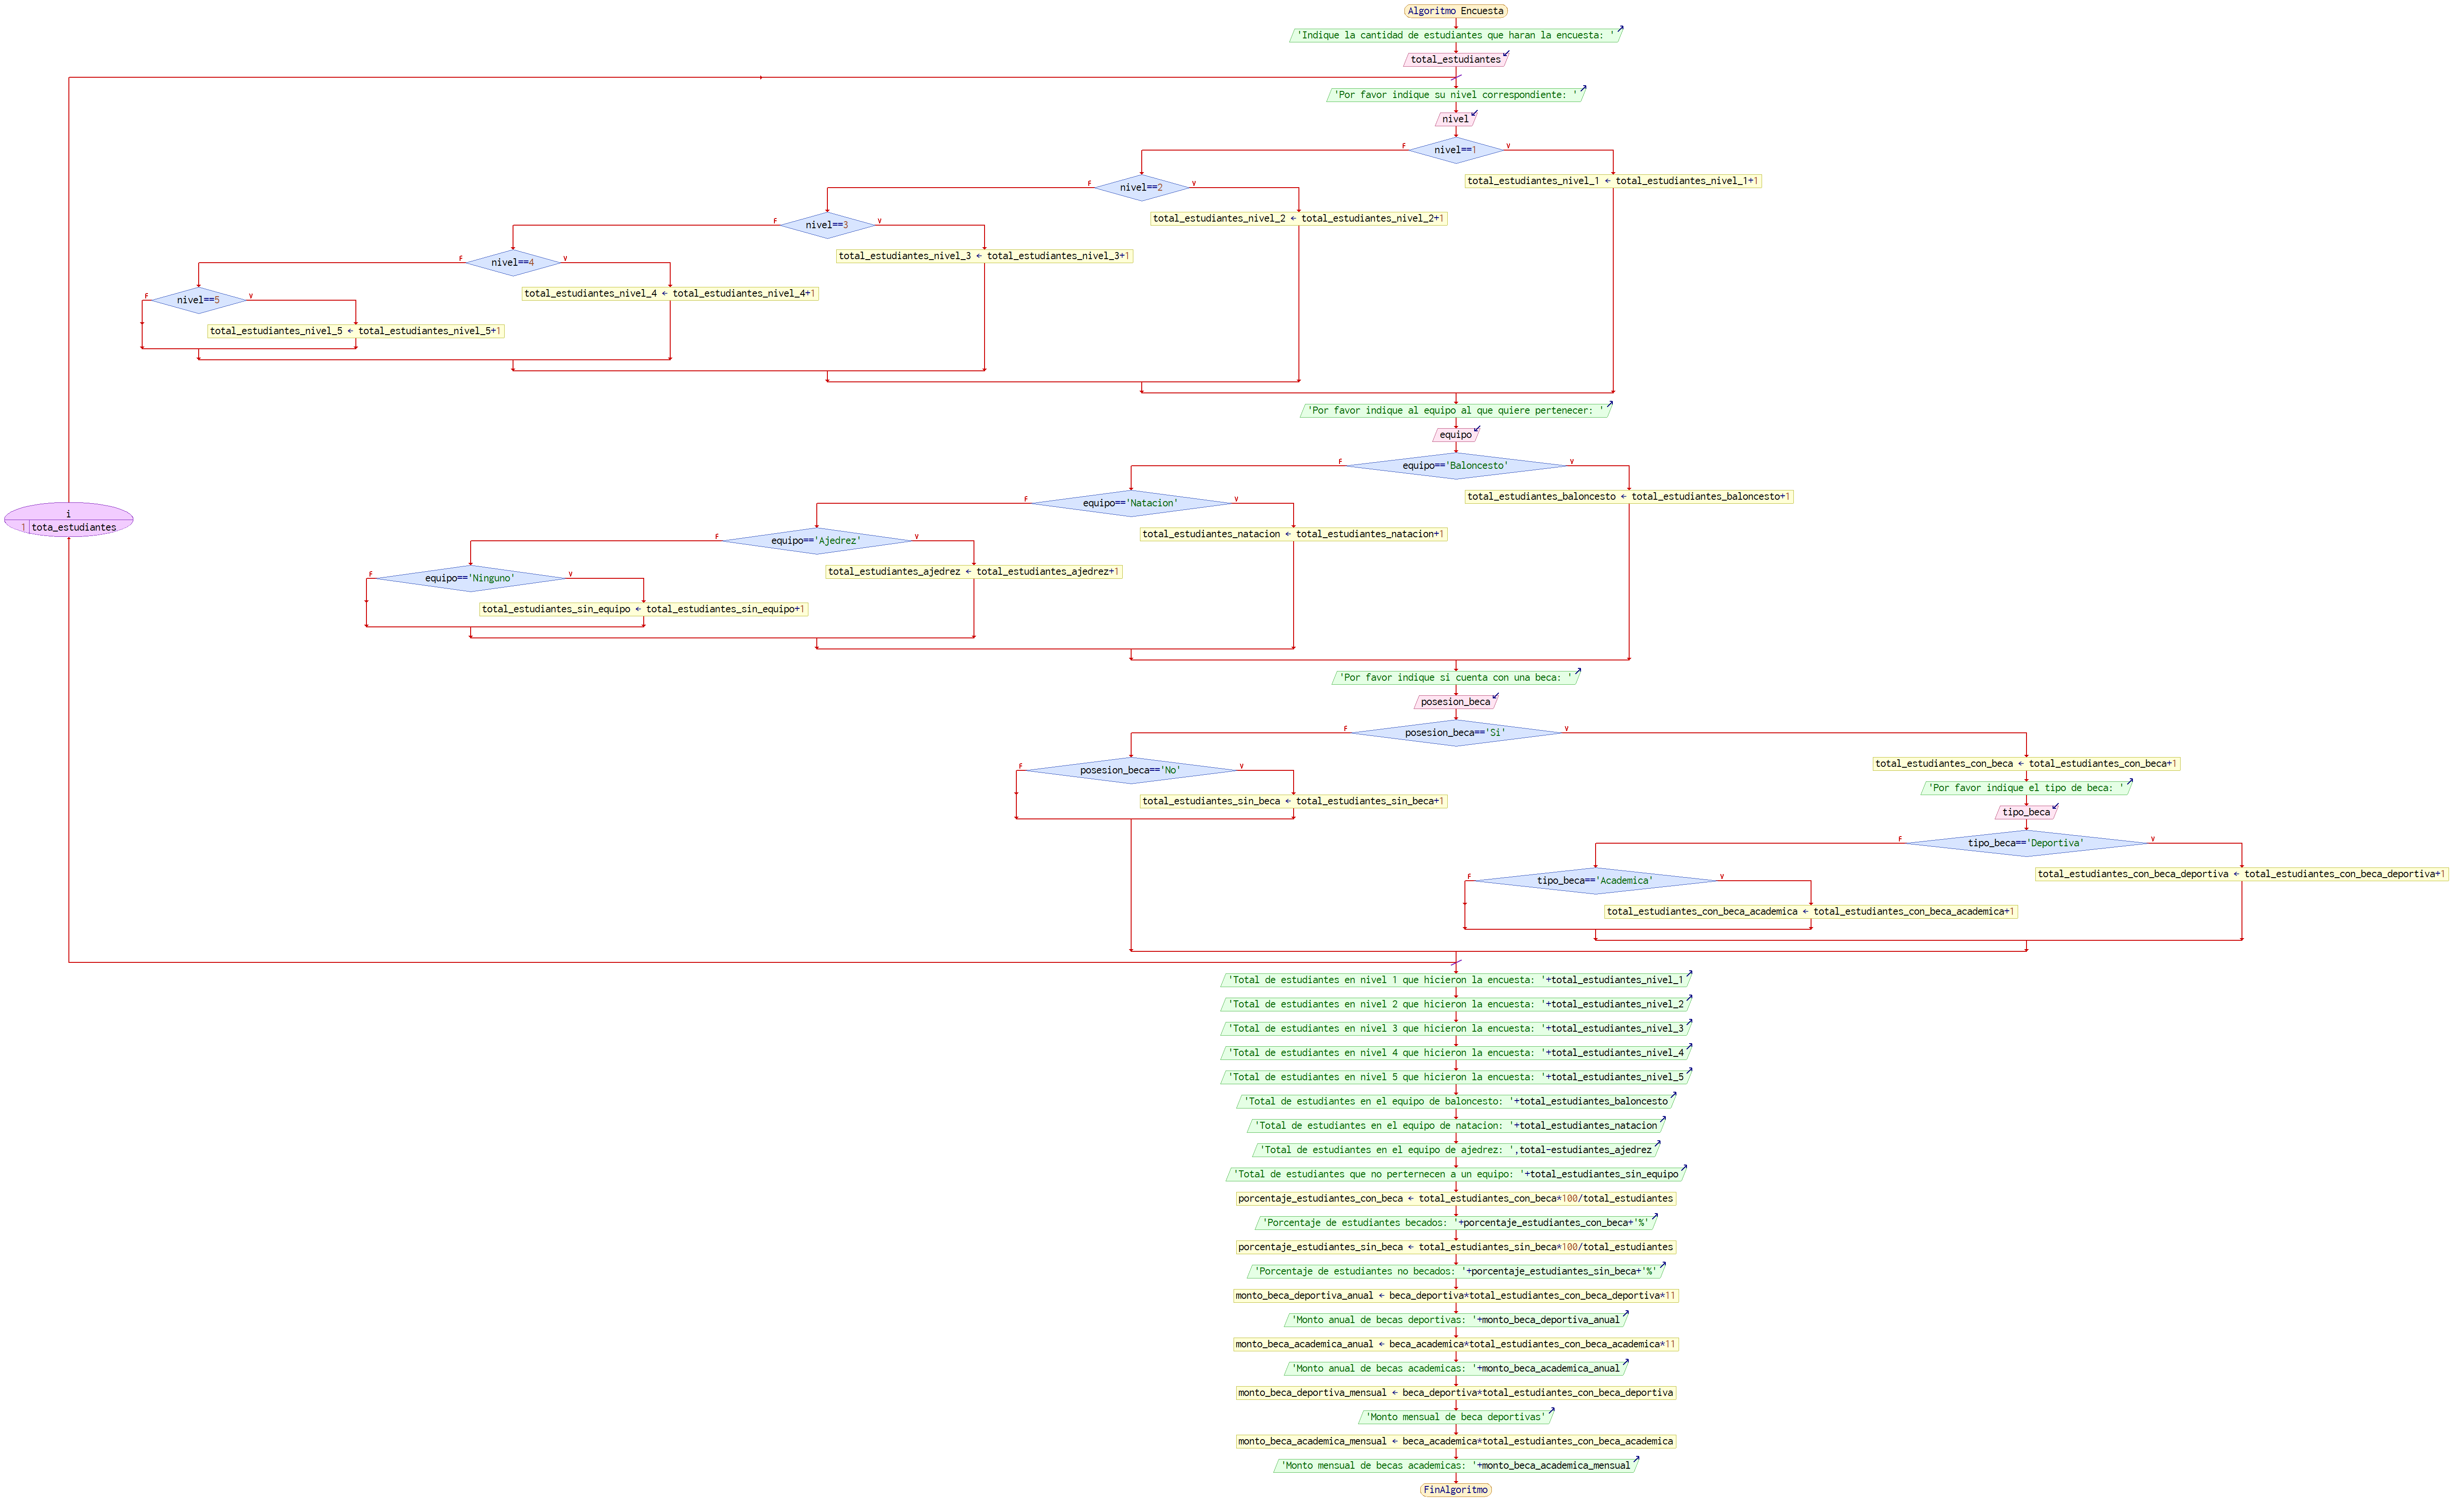 Algoritmo Encuesta
'Indique la cantidad de estudiantes que haran la encuesta: '
total_estudiantes
'Por favor indique su nivel correspondiente: '
nivel
nivel==1
F
V
total_estudiantes_nivel_1 ← total_estudiantes_nivel_1+1
nivel==2
F
V
total_estudiantes_nivel_2 ← total_estudiantes_nivel_2+1
nivel==3
F
V
total_estudiantes_nivel_3 ← total_estudiantes_nivel_3+1
nivel==4
F
V
total_estudiantes_nivel_4 ← total_estudiantes_nivel_4+1
nivel==5
F
V
total_estudiantes_nivel_5 ← total_estudiantes_nivel_5+1
'Por favor indique al equipo al que quiere pertenecer: '
equipo
equipo=='Baloncesto'
F
V
total_estudiantes_baloncesto ← total_estudiantes_baloncesto+1
equipo=='Natacion'
F
V
total_estudiantes_natacion ← total_estudiantes_natacion+1
equipo=='Ajedrez'
F
V
total_estudiantes_ajedrez ← total_estudiantes_ajedrez+1
equipo=='Ninguno'
F
V
total_estudiantes_sin_equipo ← total_estudiantes_sin_equipo+1
i
1 tota_estudiantes
'Por favor indique si cuenta con una beca: '
posesion_beca
posesion_beca=='Si'
F
V
posesion_beca=='No'
F
V
total_estudiantes_sin_beca ← total_estudiantes_sin_beca+1
total_estudiantes_con_beca ← total_estudiantes_con_beca+1
'Por favor indique el tipo de beca: '
tipo_beca
tipo_beca=='Deportiva'
F
V
total_estudiantes_con_beca_deportiva ← total_estudiantes_con_beca_deportiva+1
tipo_beca=='Academica'
F
V
total_estudiantes_con_beca_academica ← total_estudiantes_con_beca_academica+1
'Total de estudiantes en nivel 1 que hicieron la encuesta: '+total_estudiantes_nivel_1
'Total de estudiantes en nivel 2 que hicieron la encuesta: '+total_estudiantes_nivel_2
'Total de estudiantes en nivel 3 que hicieron la encuesta: '+total_estudiantes_nivel_3
'Total de estudiantes en nivel 4 que hicieron la encuesta: '+total_estudiantes_nivel_4
'Total de estudiantes en nivel 5 que hicieron la encuesta: '+total_estudiantes_nivel_5
'Total de estudiantes en el equipo de baloncesto: '+total_estudiantes_baloncesto
'Total de estudiantes en el equipo de natacion: '+total_estudiantes_natacion
'Total de estudiantes en el equipo de ajedrez: ',total-estudiantes_ajedrez
'Total de estudiantes que no perternecen a un equipo: '+total_estudiantes_sin_equipo
porcentaje_estudiantes_con_beca ← total_estudiantes_con_beca*100/total_estudiantes
'Porcentaje de estudiantes becados: '+porcentaje_estudiantes_con_beca+'%'
porcentaje_estudiantes_sin_beca ← total_estudiantes_sin_beca*100/total_estudiantes
'Porcentaje de estudiantes no becados: '+porcentaje_estudiantes_sin_beca+'%'
monto_beca_deportiva_anual ← beca_deportiva*total_estudiantes_con_beca_deportiva*11
'Monto anual de becas deportivas: '+monto_beca_deportiva_anual
monto_beca_academica_anual ← beca_academica*total_estudiantes_con_beca_academica*11
'Monto anual de becas academicas: '+monto_beca_academica_anual
monto_beca_deportiva_mensual ← beca_deportiva*total_estudiantes_con_beca_deportiva
'Monto mensual de beca deportivas'
monto_beca_academica_mensual ← beca_academica*total_estudiantes_con_beca_academica
'Monto mensual de becas academicas: '+monto_beca_academica_mensual
FinAlgoritmo